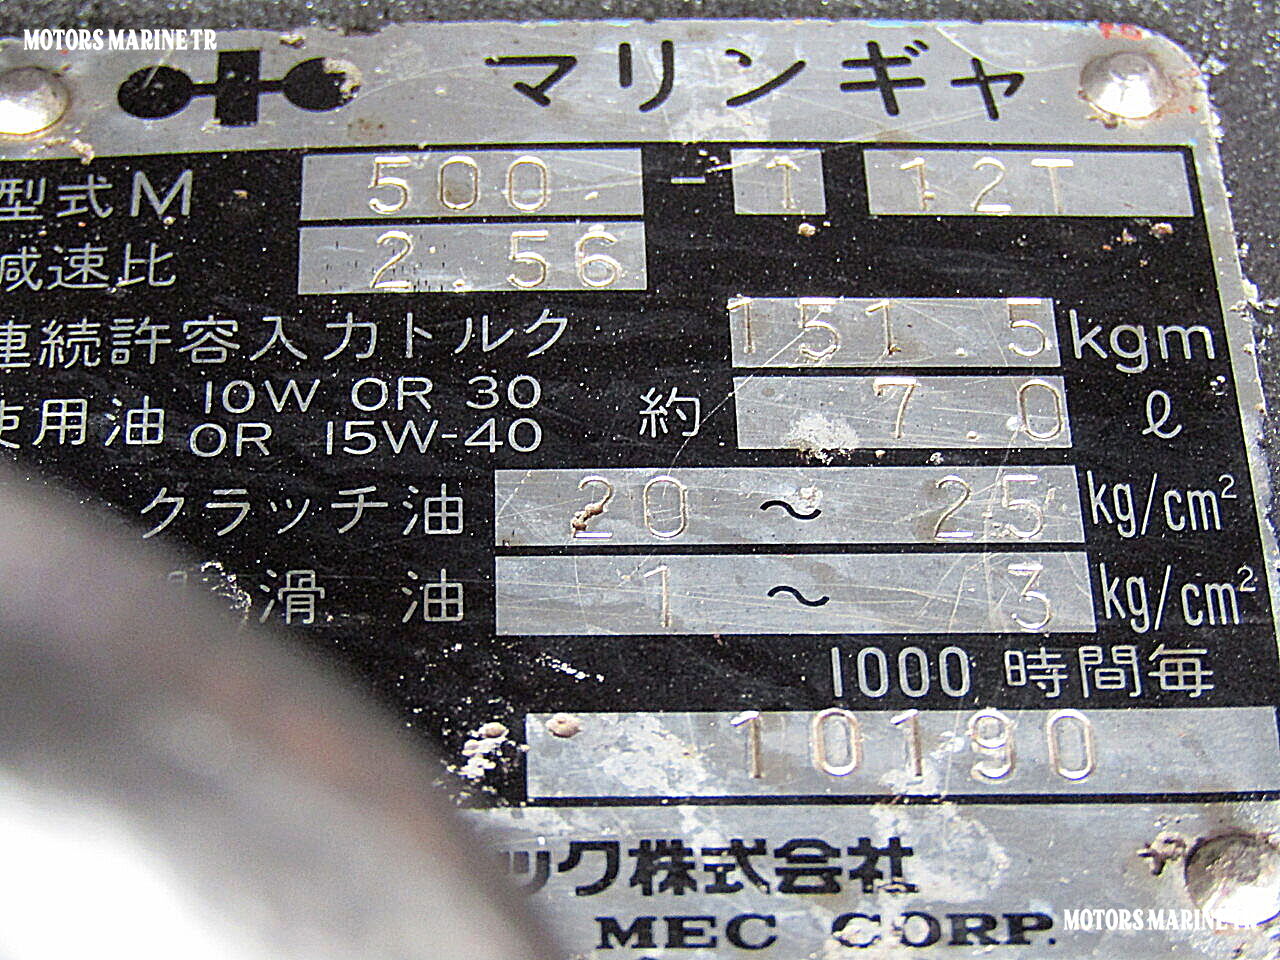 MOTORS MARINE TR
マリンギヤ
型式 M 500 - 1 12T
減速比 2.56
連続許容入力トルク 151.5 kgm
使用油 10W OR 30 OR 15W-40 約 7.0 ℓ
クラッチ油 20 ~ 25 kg/cm²
滑油 1 ~ 3 kg/cm²
1000 時間毎
10190
ック株式会社
MEC CORP.
MOTORS MARINE TR